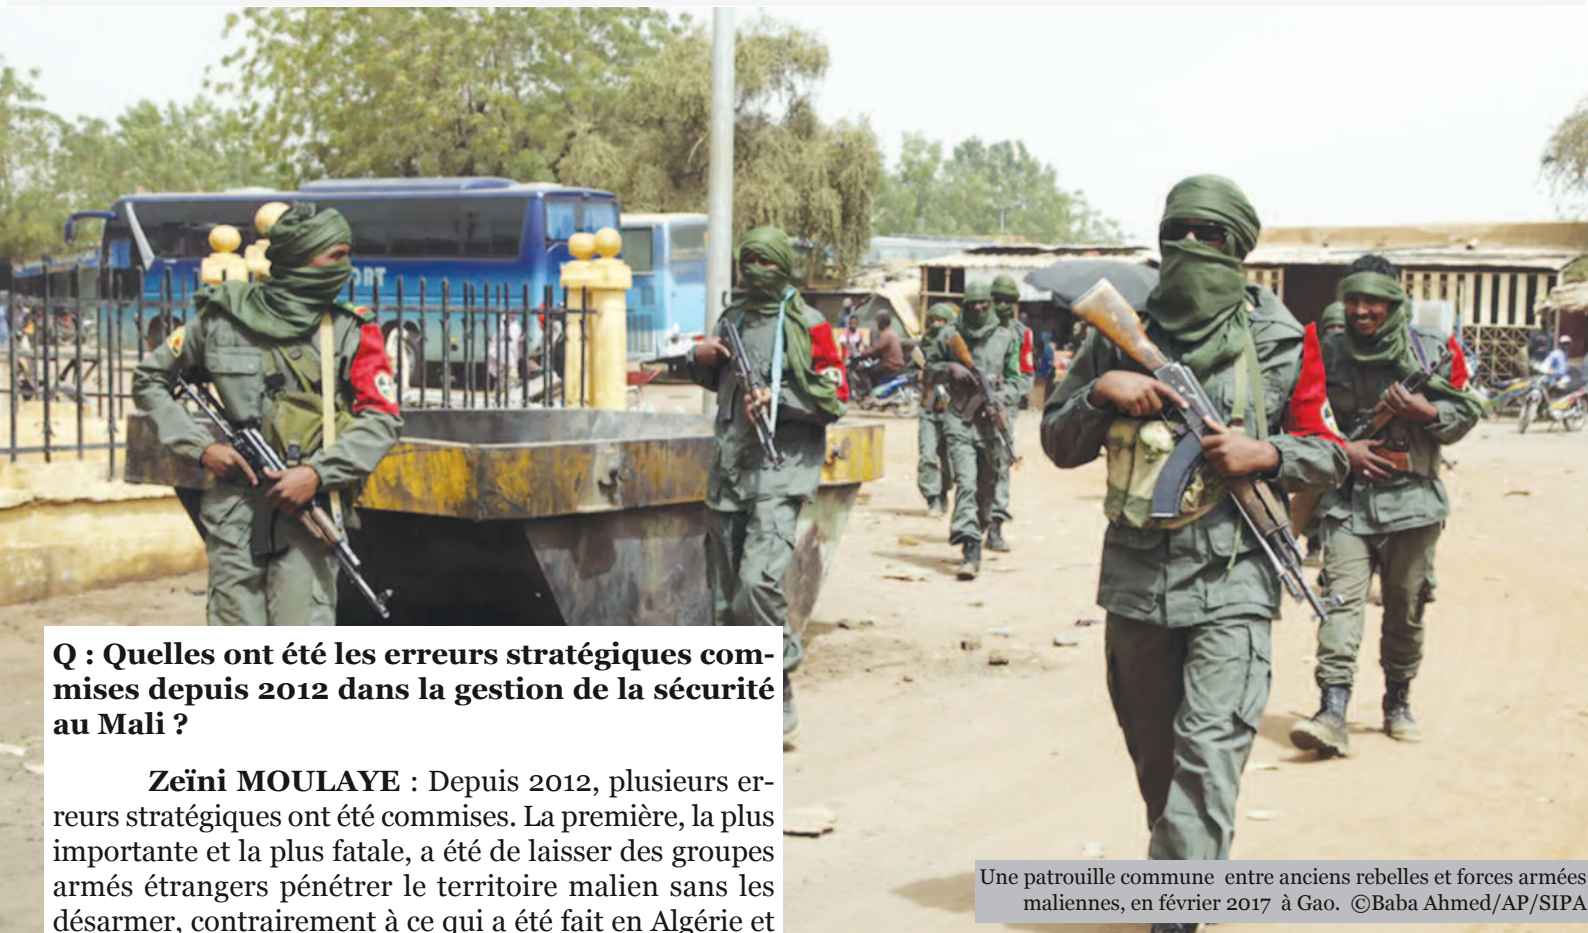 ORT
Q : Quelles ont été les erreurs stratégiques com-
mises depuis 2012 dans la gestion de la sécurité
au Mali ?
Zeïni MOULAYE : Depuis 2012, plusieurs er-
reurs stratégiques ont été commises. La première, la plus
importante et la plus fatale, a été de laisser des groupes
armés étrangers pénétrer le territoire malien sans les
désarmer, contrairement à ce qui a été fait en Algérie et
Une patrouille commune entre anciens rebelles et forces armées
maliennes, en février 2017 à Gao. ©Baba Ahmed/AP/SIPA